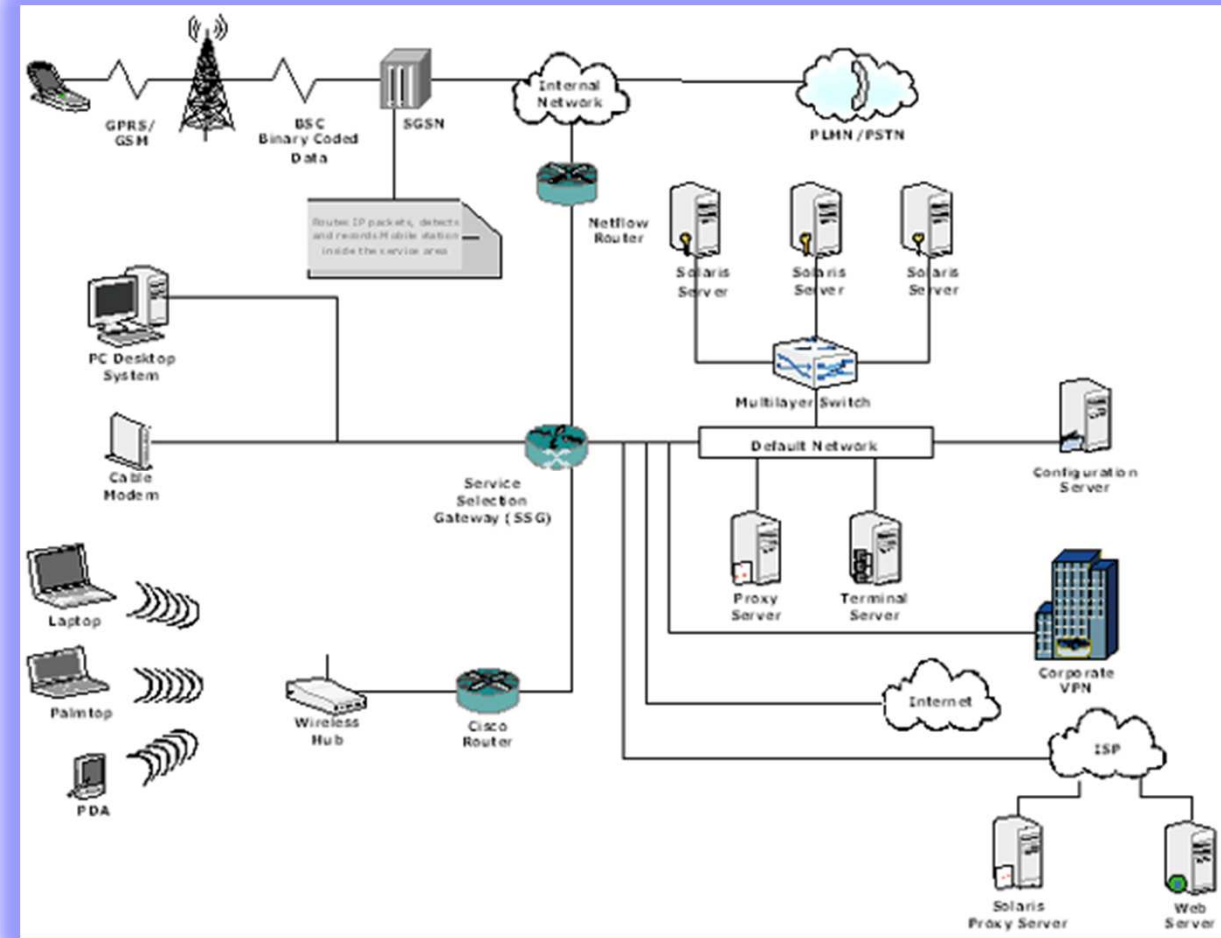 GPRS/
GSM
BSC
Binary Coded
Data
SGSN
Internal
Network
PLMN/PSTN
Routes IP packets, detects
and records Mobile station
inside the service area
Netflow
Router
Solaris
Server
Solaris
Server
Solaris
Server
PC Desktop
System
Multilayer Switch
Default Network
Cable
Modem
Service
Selection
Gateway (SSG)
Configuration
Server
Proxy
Server
Terminal
Server
Laptop
Corporate
VPN
Palmtop
Internet
Wireless
Hub
Cisco
Router
ISP
PDA
Solaris
Proxy Server
Web
Server